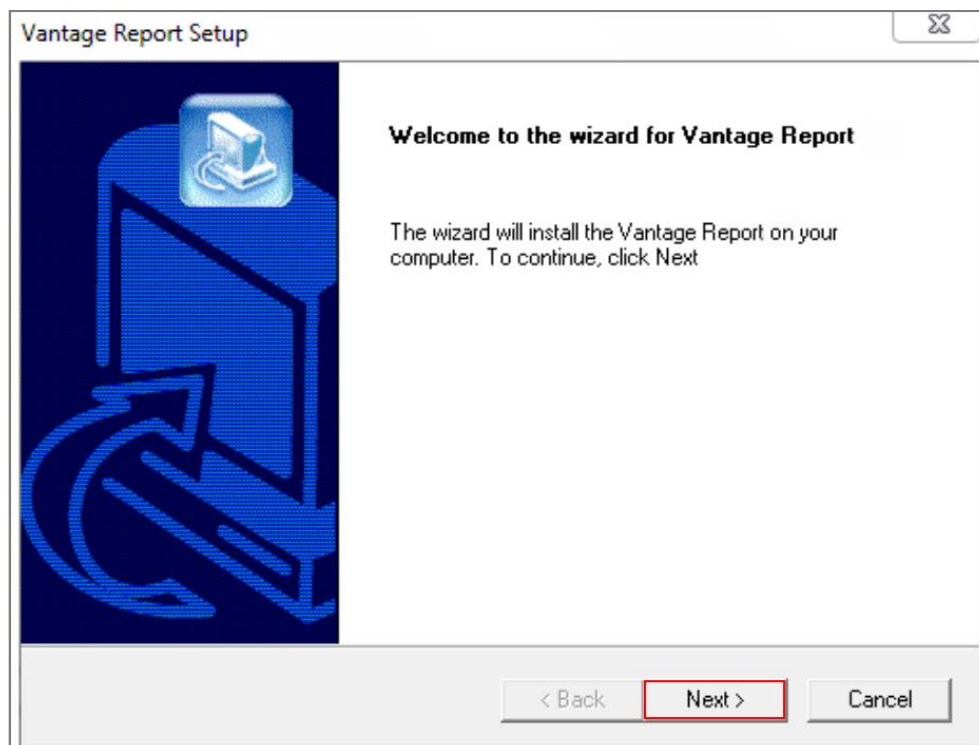 Vantage Report Setup
Welcome to the wizard for Vantage Report
The wizard will install the Vantage Report on your
computer. To continue, click Next
< Back
Next >
Cancel